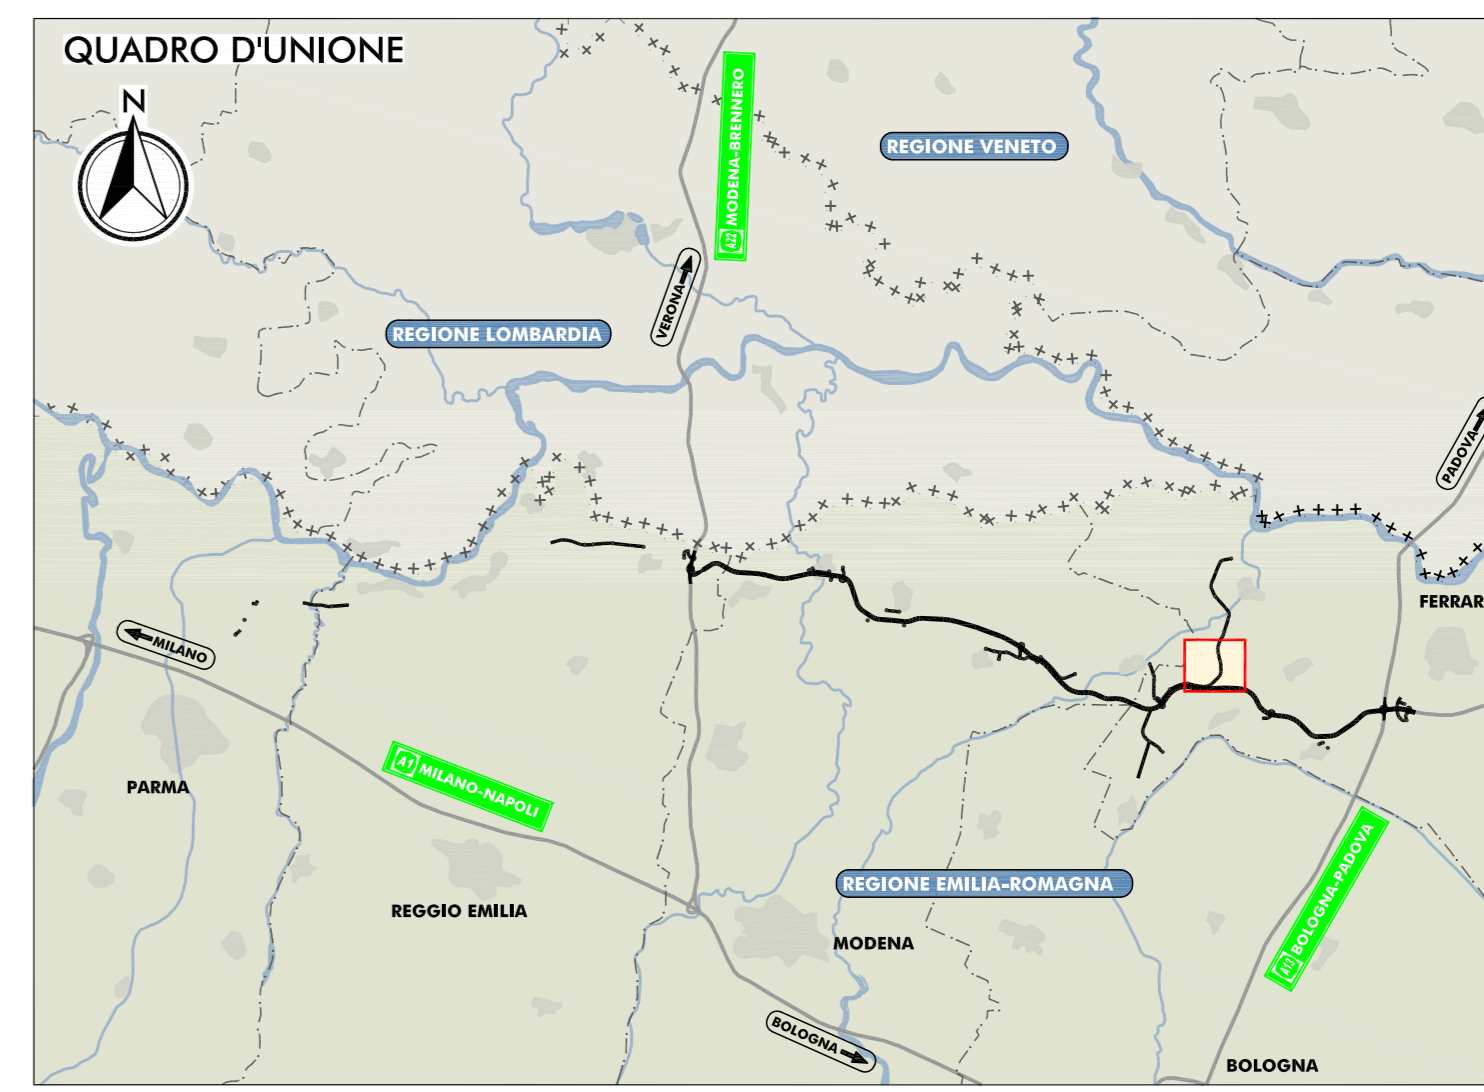 QUADRO D'UNIONE
N
A22 MODENA-BRENNERO
REGIONE VENETO
VERONA
REGIONE LOMBARDIA
PADOVA
FERRAR
MILANO
PARMA
A1 MILANO-NAPOLI
REGIONE EMILIA-ROMAGNA
A13 BOLOGNA-PADOVA
REGGIO EMILIA
MODENA
BOLOGNA
BOLOGNA